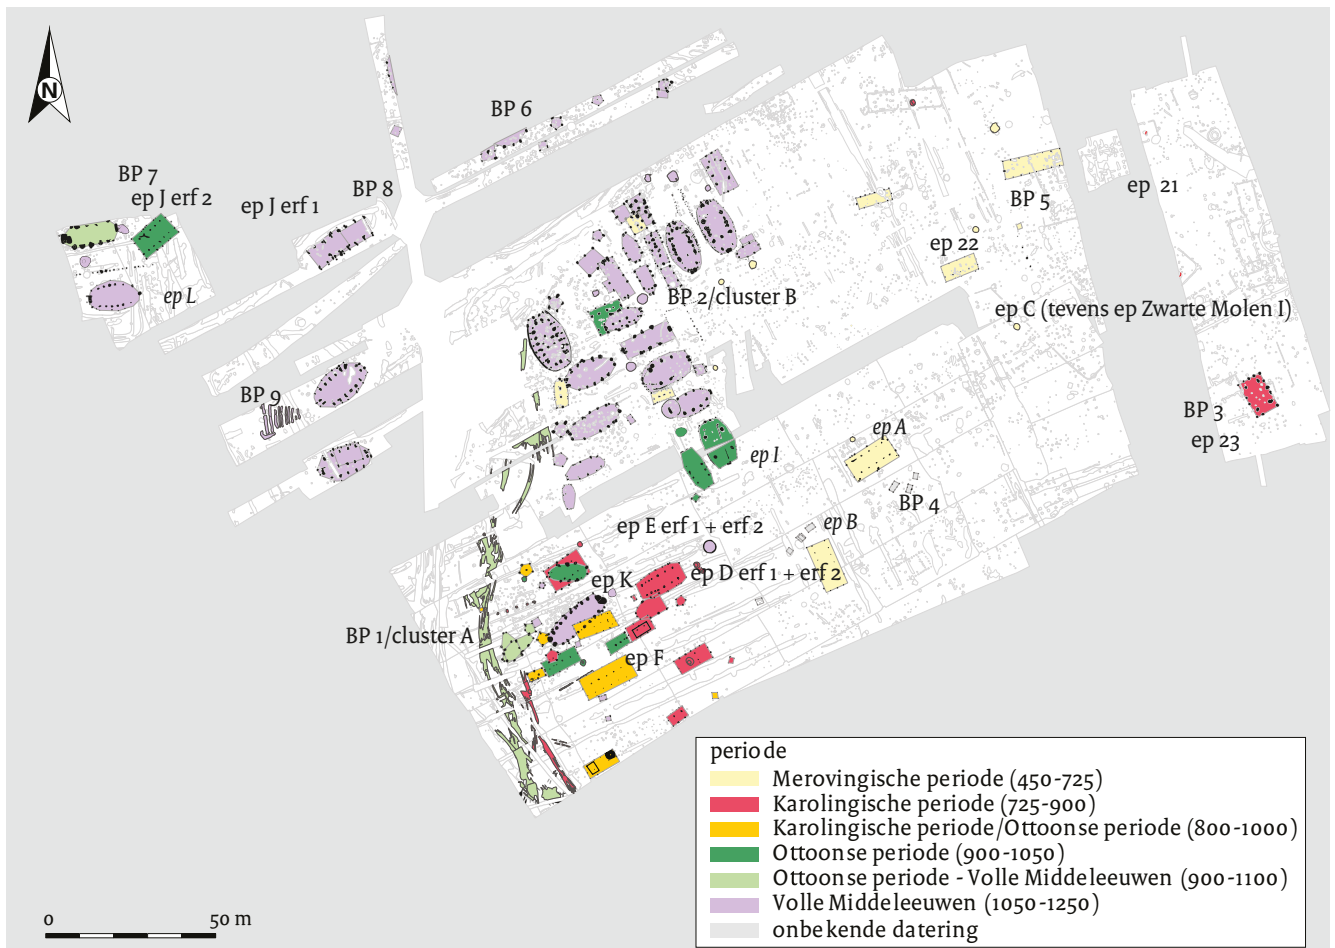 N
BP 6
BP 7
ep J erf 2
ep J erf 1
BP 8
ep L
BP 9
BP 2/cluster B
BP 5
ep 21
ep 22
ep C (tevens ep Zwarte Molen I)
BP 3
ep 23
ep A
ep I
BP 4
ep B
ep E erf 1 + erf 2
ep K
ep D erf 1 + erf 2
BP 1/cluster A
ep F
periode
Merovingische periode (450-725)
Karolingische periode (725-900)
Karolingische periode/Ottoonse periode (800-1000)
Ottoonse periode (900-1050)
Ottoonse periode - Volle Middeleeuwen (900-1100)
Volle Middeleeuwen (1050-1250)
onbekende datering
0 50 m